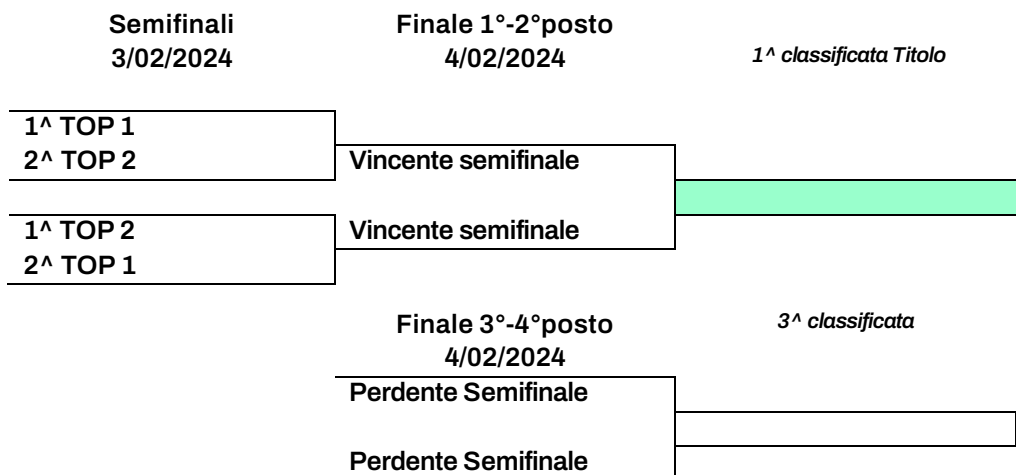 Semifinali
3/02/2024
Finale 1°-2°posto
4/02/2024
1^ classificata Titolo
1^ TOP 1
2^ TOP 2
Vincente semifinale
1^ TOP 2
2^ TOP 1
Vincente semifinale
Finale 3°-4°posto
4/02/2024
3^ classificata
Perdente Semifinale
Perdente Semifinale